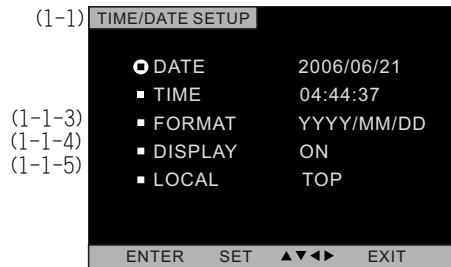 (1-1) TIME/DATE SETUP
DATE 2006/06/21
TIME 04:44:37
(1-1-3) FORMAT YYYY/MM/DD
(1-1-4) DISPLAY ON
(1-1-5) LOCAL TOP
ENTER SET ▲▼◀▶ EXIT